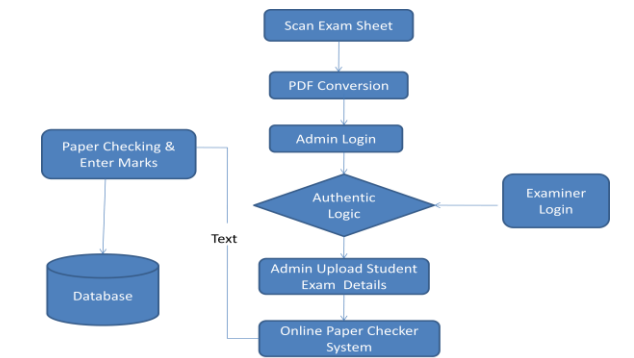 Scan Exam Sheet
PDF Conversion
Admin Login
Paper Checking &
Enter Marks
Authentic
Logic
Examiner
Login
Text
Admin Upload Student
Exam Details
Database
Online Paper Checker
System